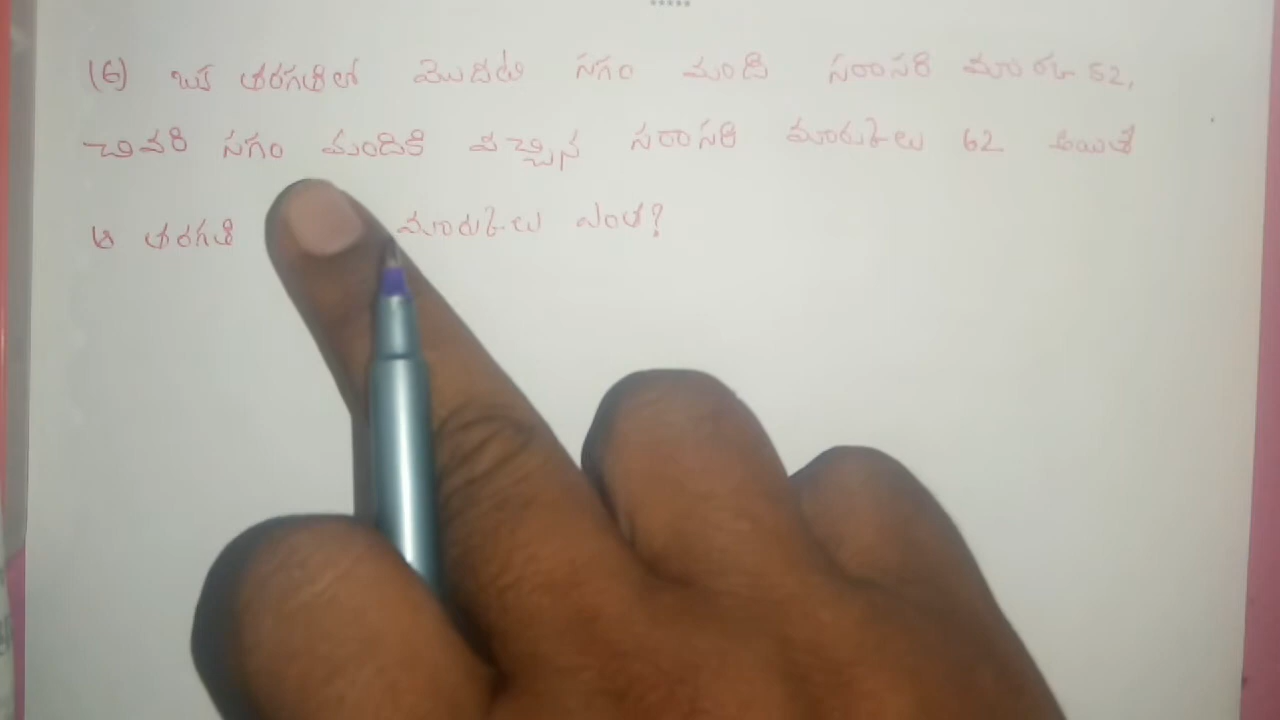 (6) ఒక తరగతిలో మొదటి సగం మంది సరాసరి మార్కు 52,
చివరి సగం మందికి వచ్చిన సరాసరి మార్కులు 62 అయితే
ఆ తరగతి మార్కులు ఎంత?